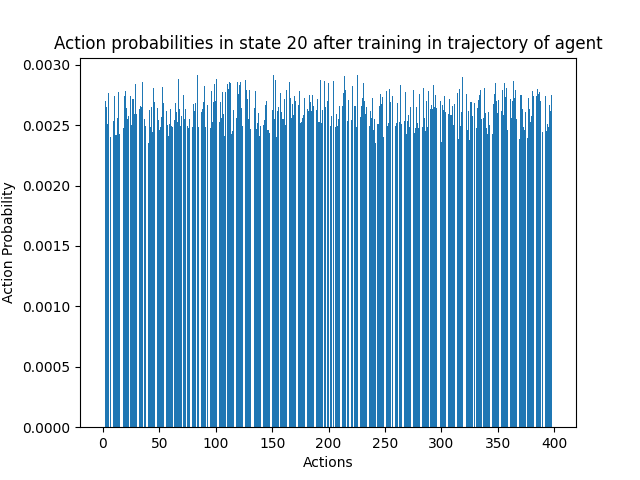 Action probabilities in state 20 after training in trajectory of agent
0.0030
0.0025
0.0020
0.0015
0.0010
0.0005
0.0000
Action Probability
0 50 100 150 200 250 300 350 400
Actions